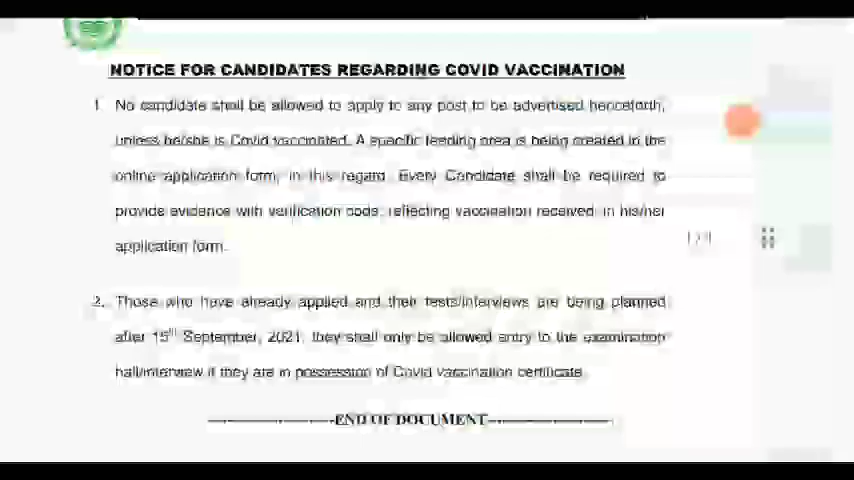 NOTICE FOR CANDIDATES REGARDING COVID VACCINATION
1. No candidate shall be allowed to apply to any post to be advertised henceforth,
unless he/she is Covid vaccinated. A specific feeding area is being created in the
online application form, in this regard. Every Candidate shall be required to
provide evidence with verification code, reflecting vaccination received, in his/her
application form.
2. Those who have already applied and their tests/interviews are being planned
after 15th September, 2021, they shall only be allowed entry to the examination
hall/interview if they are in possession of Covid vaccination certificate.
END OF DOCUMENT